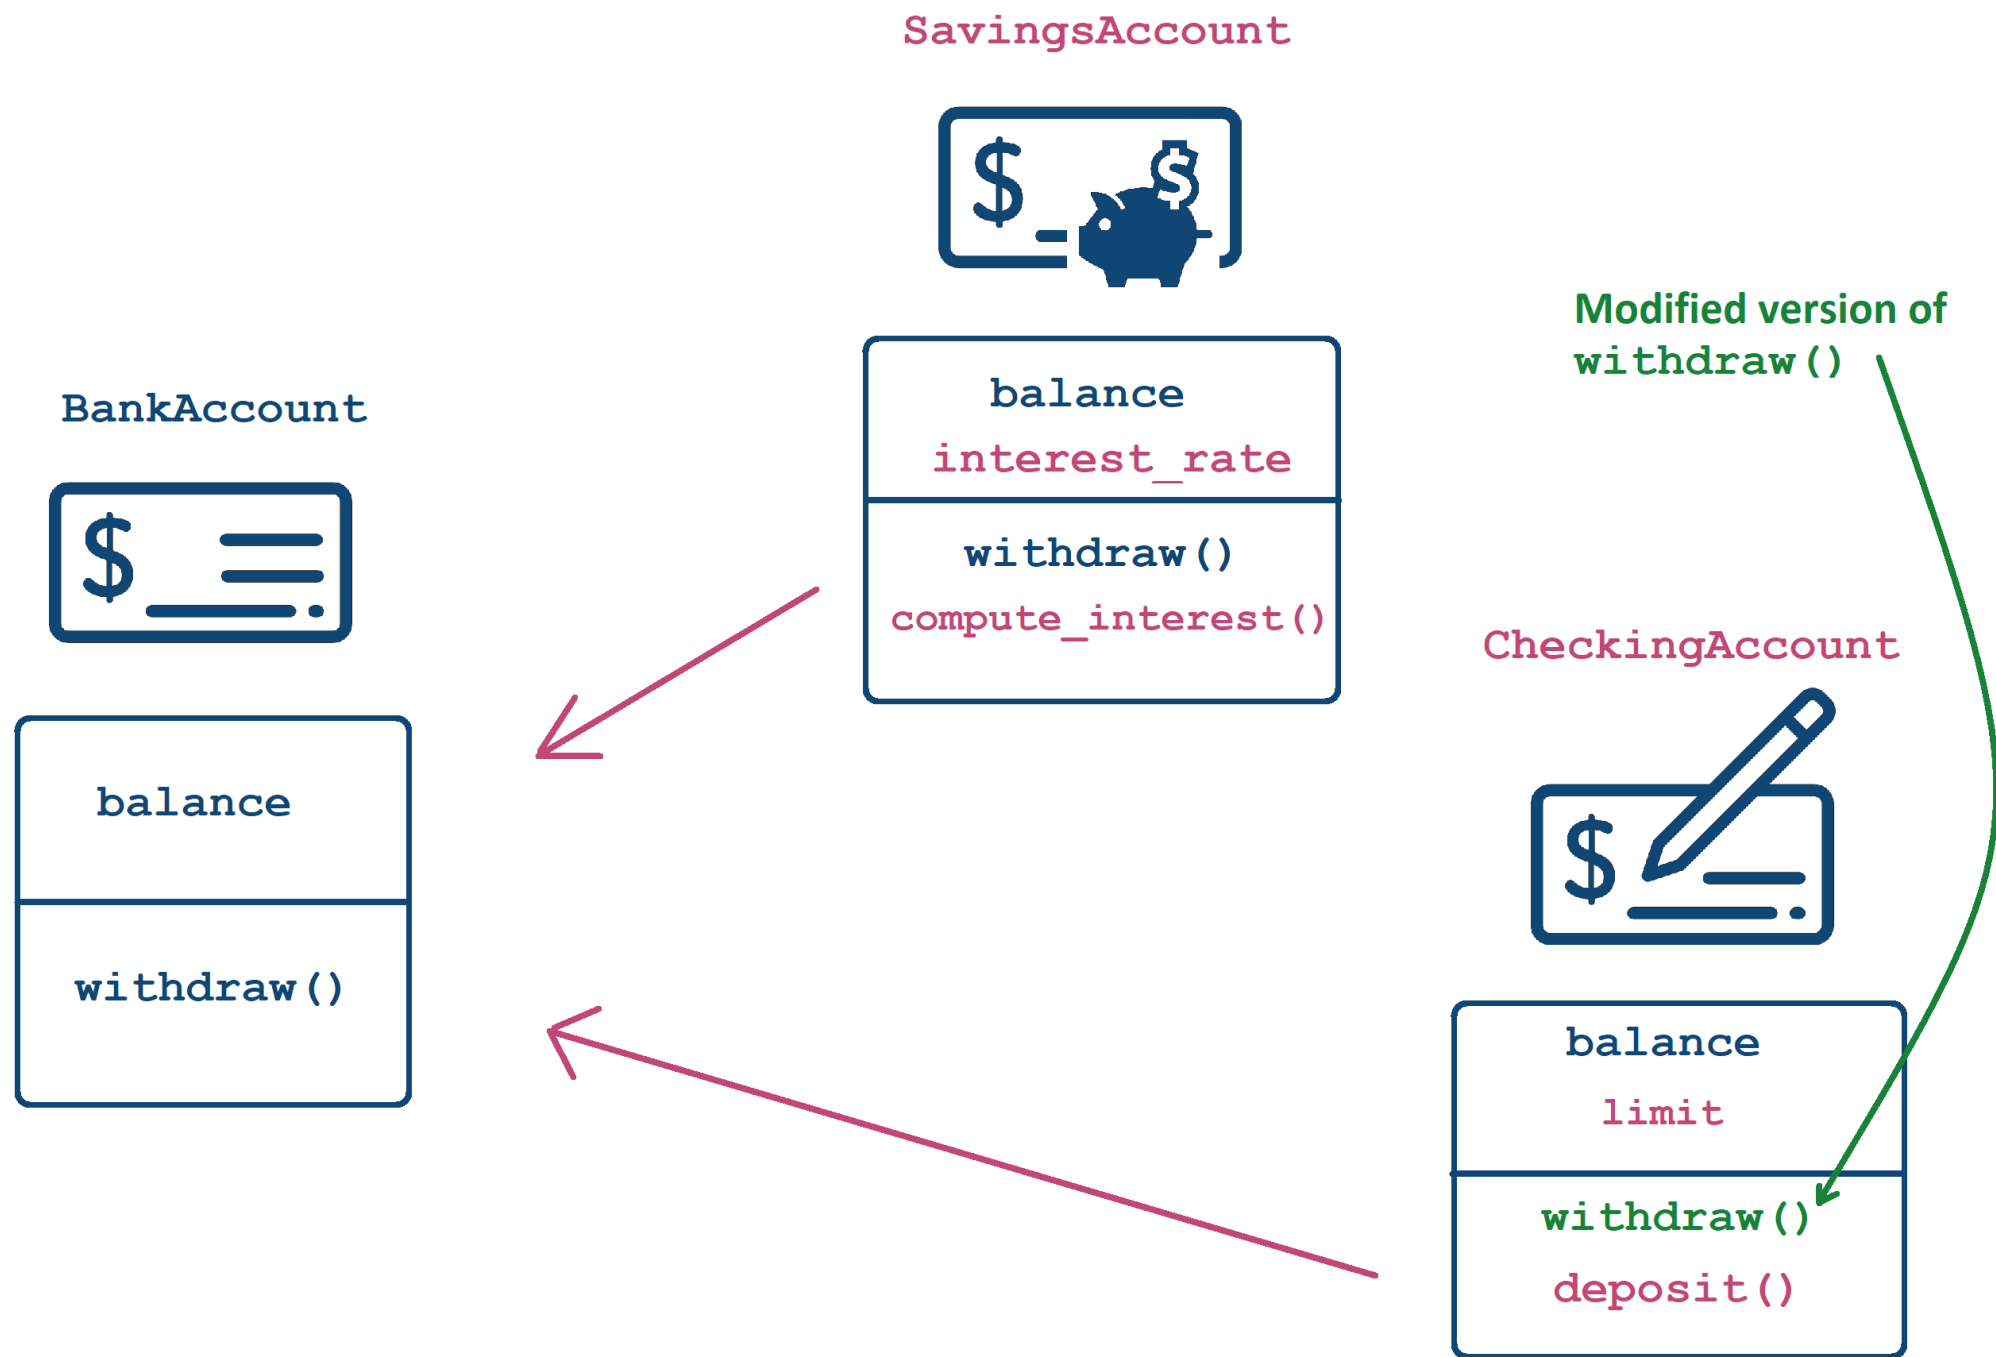 SavingsAccount
$
$
balance
interest_rate
withdraw()
compute_interest()
Modified version of
withdraw()
BankAccount
$
balance
withdraw()
CheckingAccount
$
balance
limit
withdraw()
deposit()